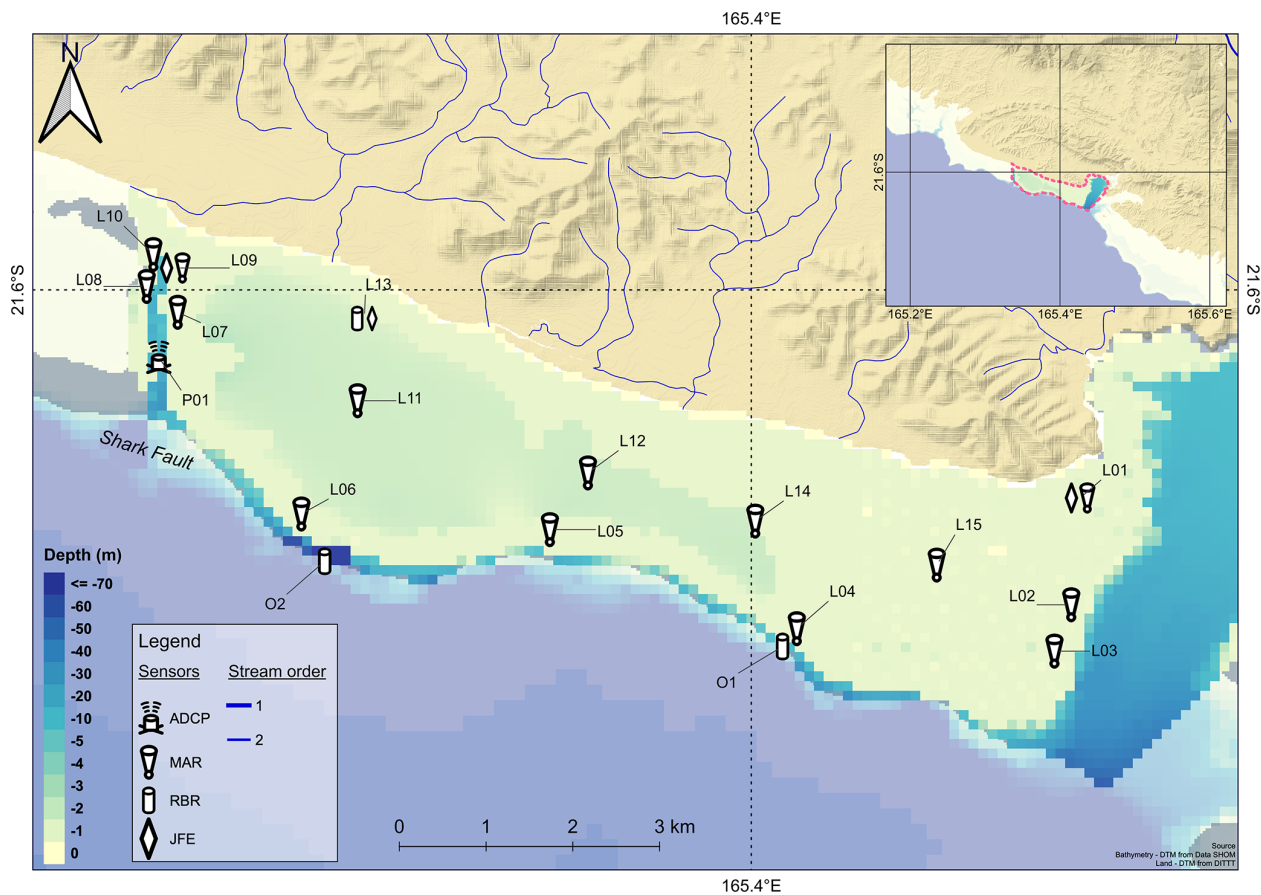 165.4°E
N
21.6°S
165.2°E
165.4°E
165.6°E
L10
L09
L08
21.6°S
21.6°S
L13
L07
P01
L11
Shark Fault
L12
L01
L06
L14
L05
L15
Depth (m)
<= -70
-60
-50
-40
-30
-20
-10
-5
-4
-3
-2
-1
0
O2
L04
L02
L03
O1
Legend
Sensors
Stream order
ADCP
MAR
RBR
JFE
1
2
0 1 2 3 km
Source
Bathymetry - DTM from Data SHOM
Land - DTM from DITTT
165.4°E